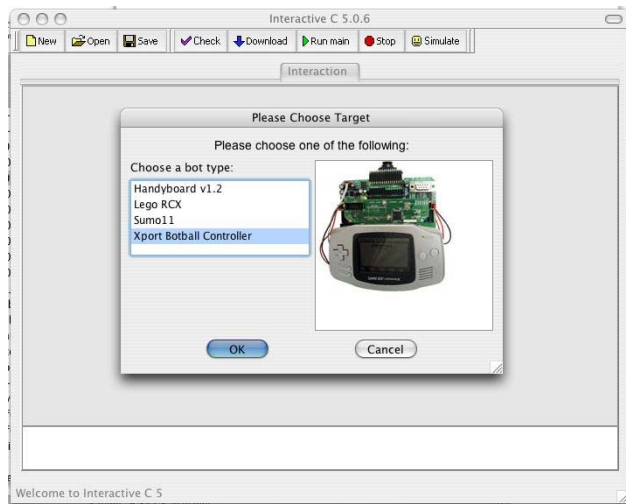 Interactive C 5.0.6
New Open Save Check Download Run main Stop Simulate
Interaction
Please Choose Target
Please choose one of the following:
Choose a bot type:
Handyboard v1.2
Lego RCX
Sumo11
Xport Botball Controller
OK Cancel
Welcome to Interactive C 5